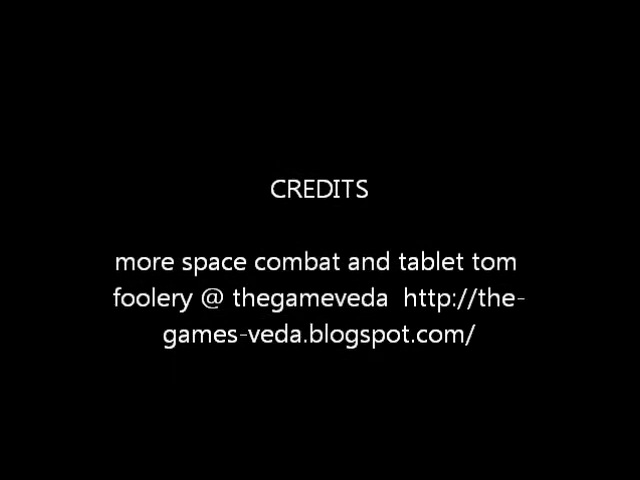 CREDITS
more space combat and tablet tom
foolery @ thegameveda  http://the-
games-veda.blogspot.com/